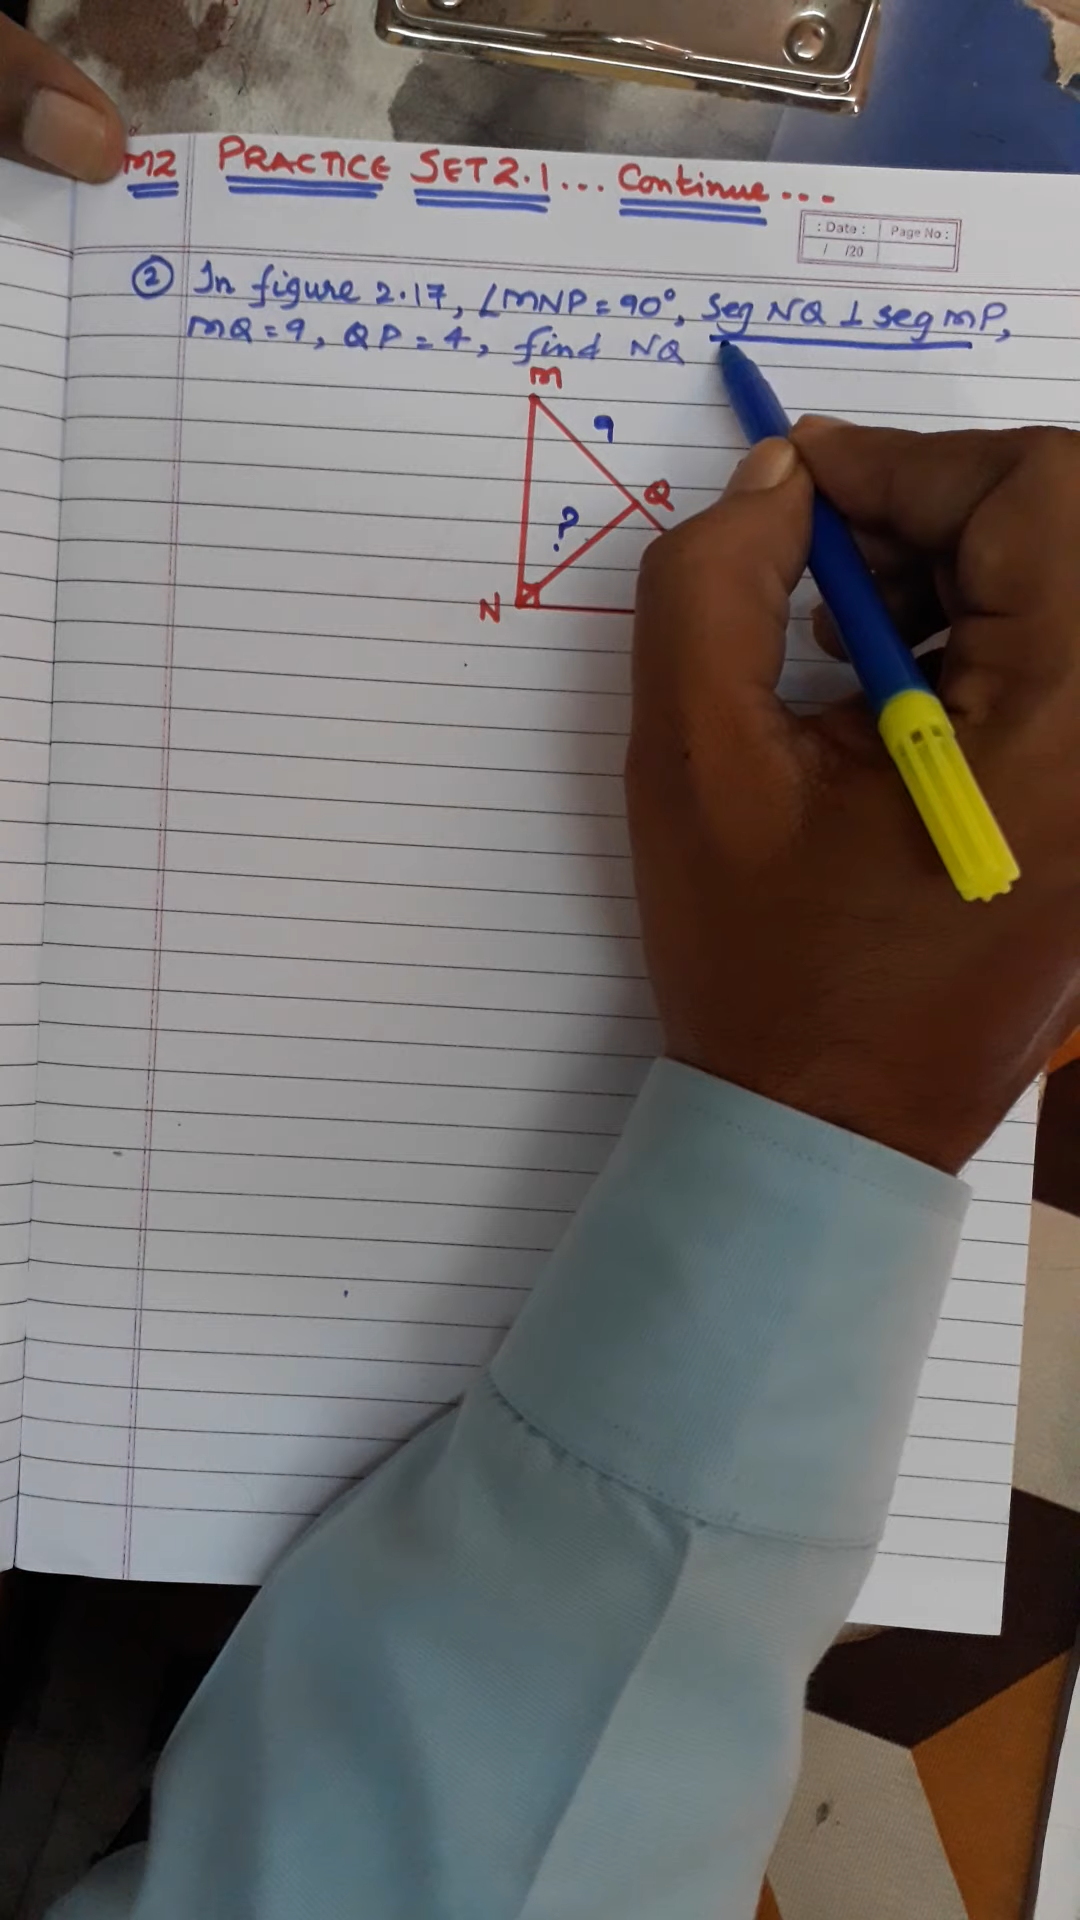 M2 PRACTICE SET 2.1... Continue...
: Date : Page No :
/ /20
② In figure 2.17, ∠MNP = 90°, Seg NQ ⊥ seg MP,
MQ = 9, QP = 4, find NQ
M
9
Q
?
N